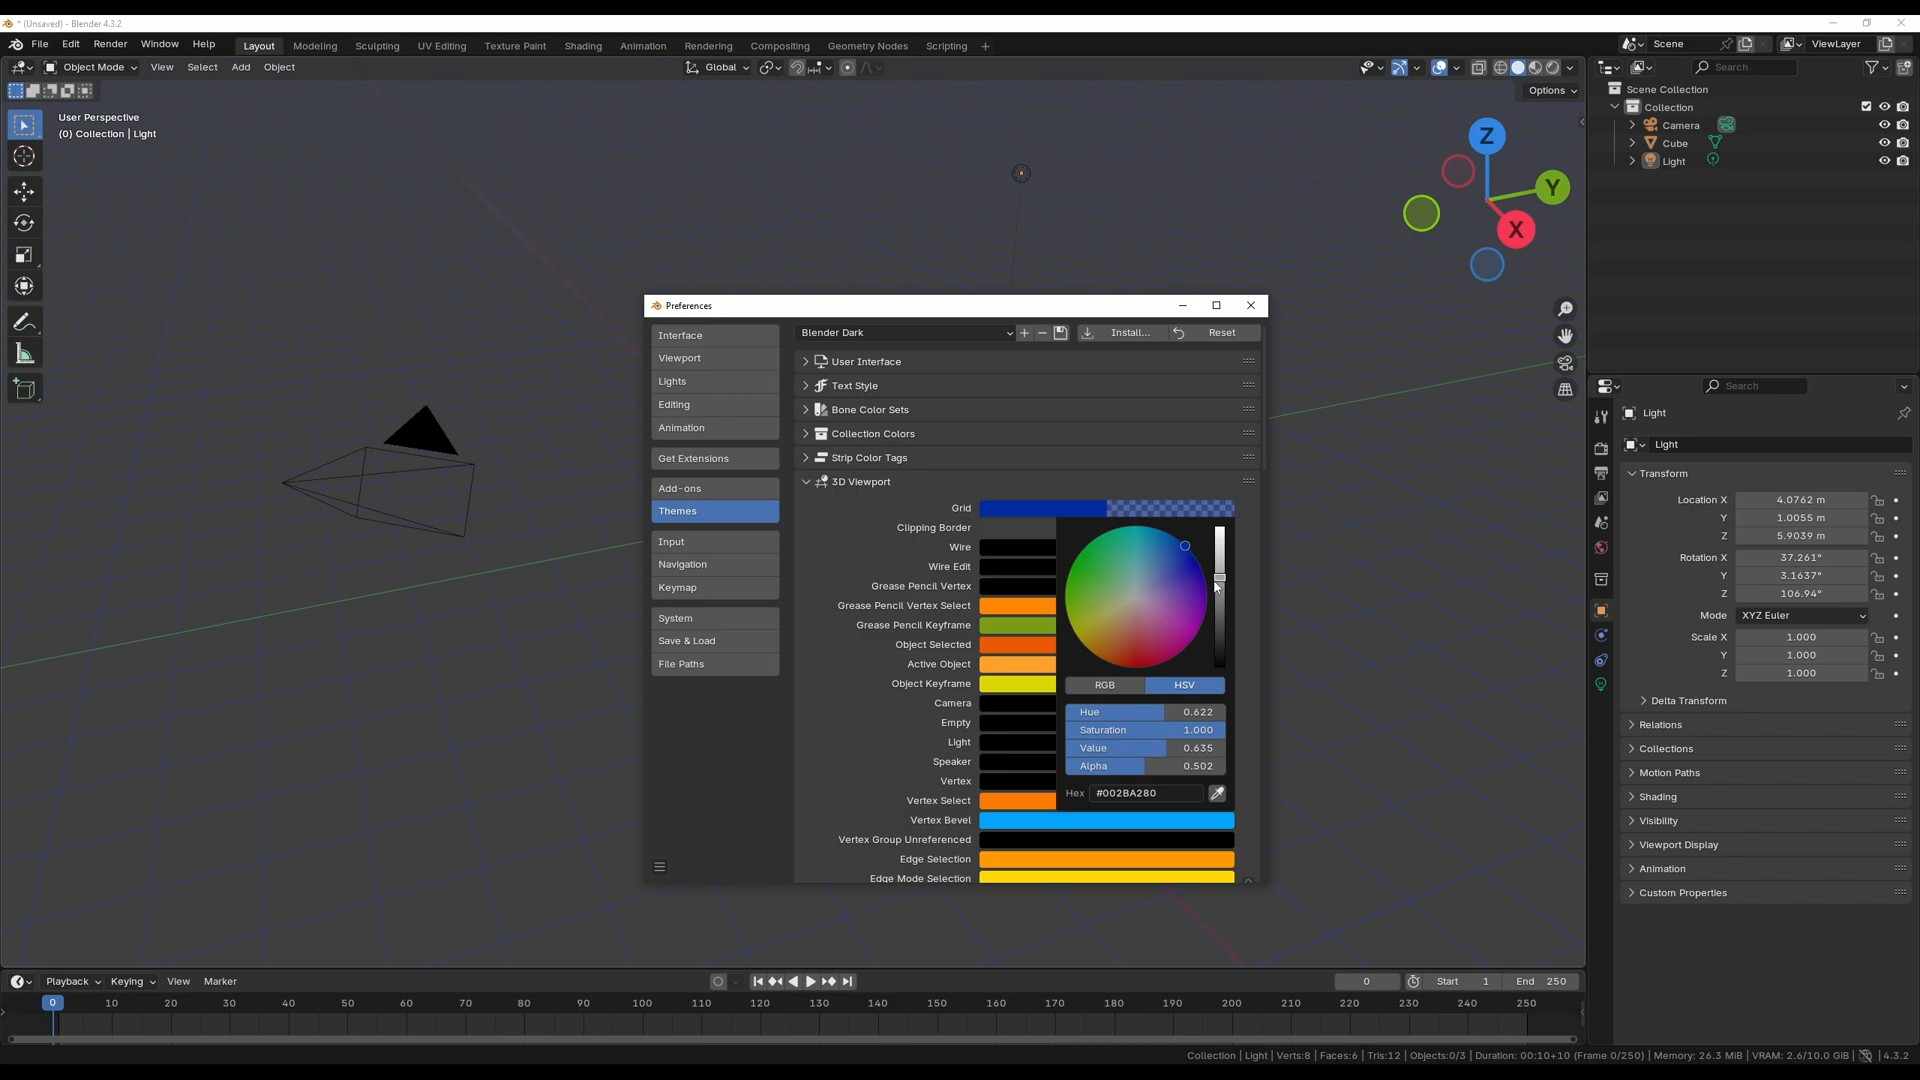 * (Unsaved) - Blender 4.3.2
File Edit Render Window Help Layout Modeling Sculpting UV Editing Texture Paint Shading Animation Rendering Compositing Geometry Nodes Scripting + Scene ViewLayer
Object Mode View Select Add Object Global Search
Options
User Perspective
(0) Collection | Light
Z
Y
X
Scene Collection
Collection
Camera
Cube
Light
Preferences
Interface
Viewport
Lights
Editing
Animation
Get Extensions
Add-ons
Themes
Input
Navigation
Keymap
System
Save & Load
File Paths
Blender Dark Install... Reset
User Interface
Text Style
Bone Color Sets
Collection Colors
Strip Color Tags
3D Viewport
Grid
Clipping Border
Wire
Wire Edit
Grease Pencil Vertex
Grease Pencil Vertex Select
Grease Pencil Keyframe
Object Selected
Active Object
Object Keyframe
Camera
Empty
Light
Speaker
Vertex
Vertex Select
Vertex Bevel
Vertex Group Unreferenced
Edge Selection
Edge Mode Selection
RGB HSV
Hue 0.622
Saturation 1.000
Value 0.635
Alpha 0.502
Hex #002BA280
Search
Light
Light
Transform
Location X 4.0762 m
Y 1.0055 m
Z 5.9039 m
Rotation X 37.261°
Y 3.1637°
Z 106.94°
Mode XYZ Euler
Scale X 1.000
Y 1.000
Z 1.000
Delta Transform
Relations
Collections
Motion Paths
Shading
Visibility
Viewport Display
Animation
Custom Properties
Playback Keying View Marker 0 Start 1 End 250
0 10 20 30 40 50 60 70 80 90 100 110 120 130 140 150 160 170 180 190 200 210 220 230 240 250
Collection | Light | Verts:8 | Faces:6 | Tris:12 | Objects:0/3 | Duration: 00:10+10 (Frame 0/250) | Memory: 26.3 MiB | VRAM: 2.6/10.0 GiB | 4.3.2